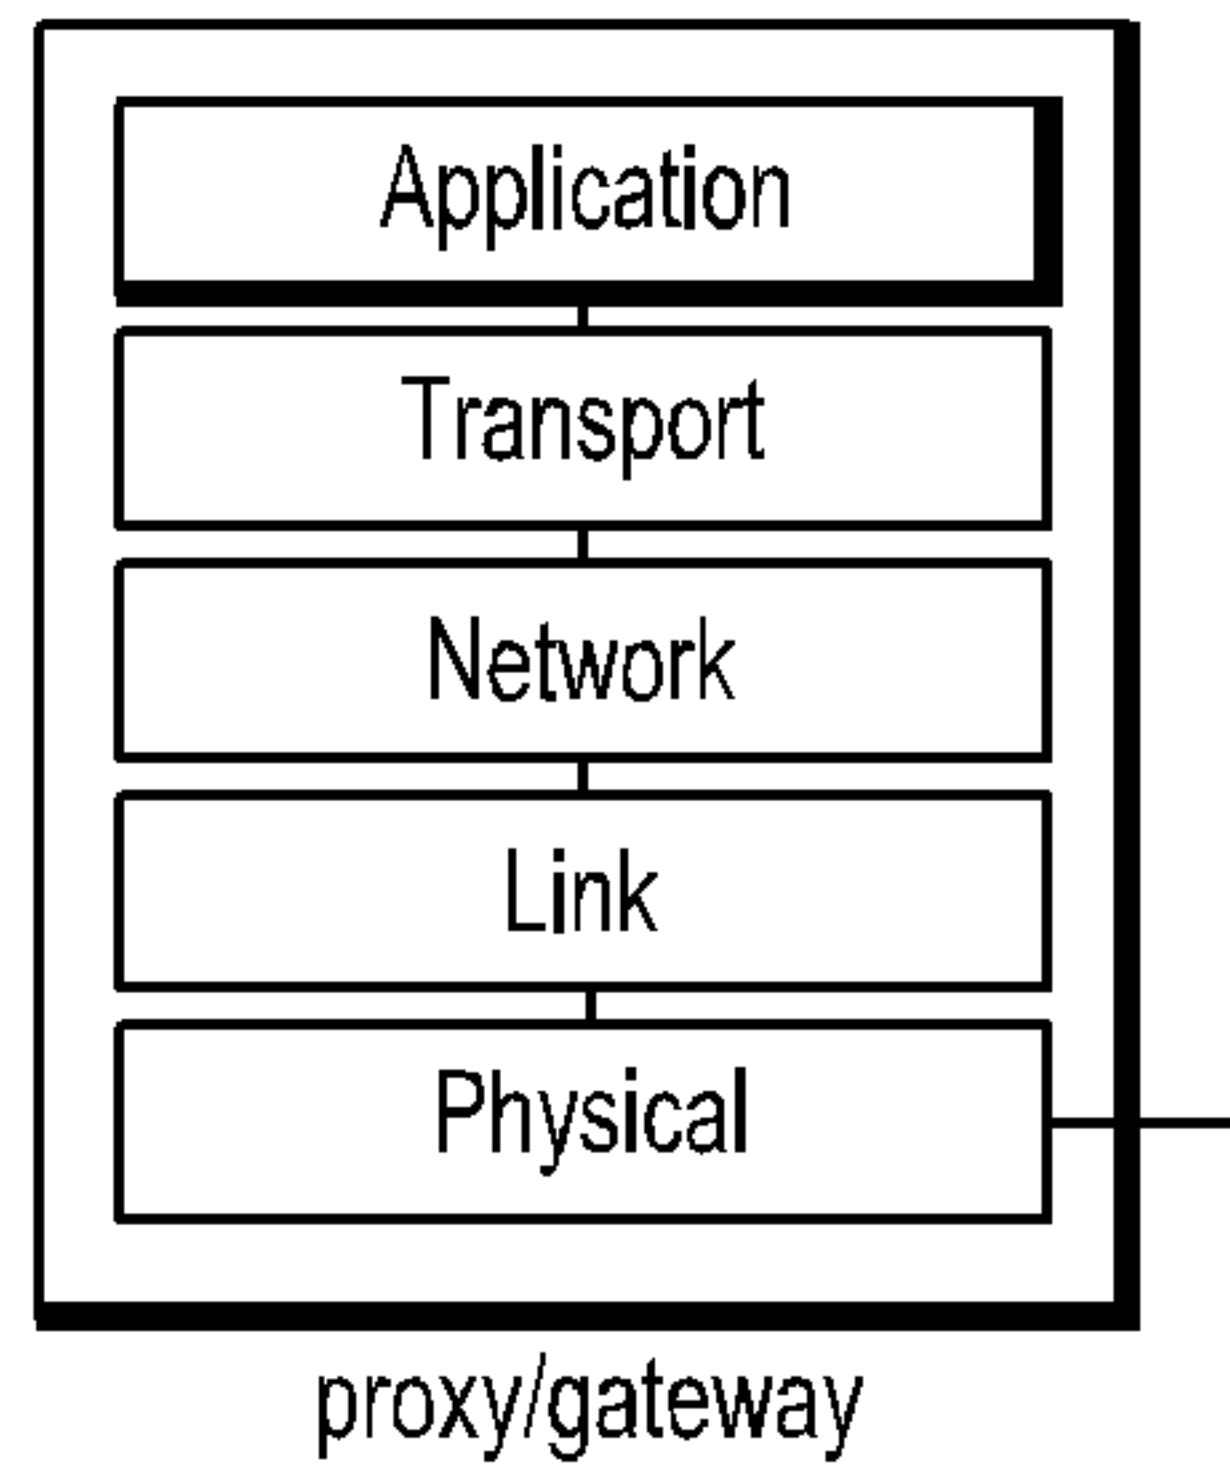 Application
Transport
Network
Link
Physical
proxy/gateway